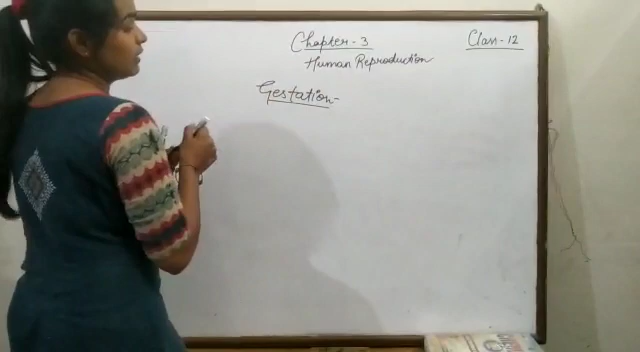 Chapter - 3
Class - 12
Human Reproduction
Gestation -